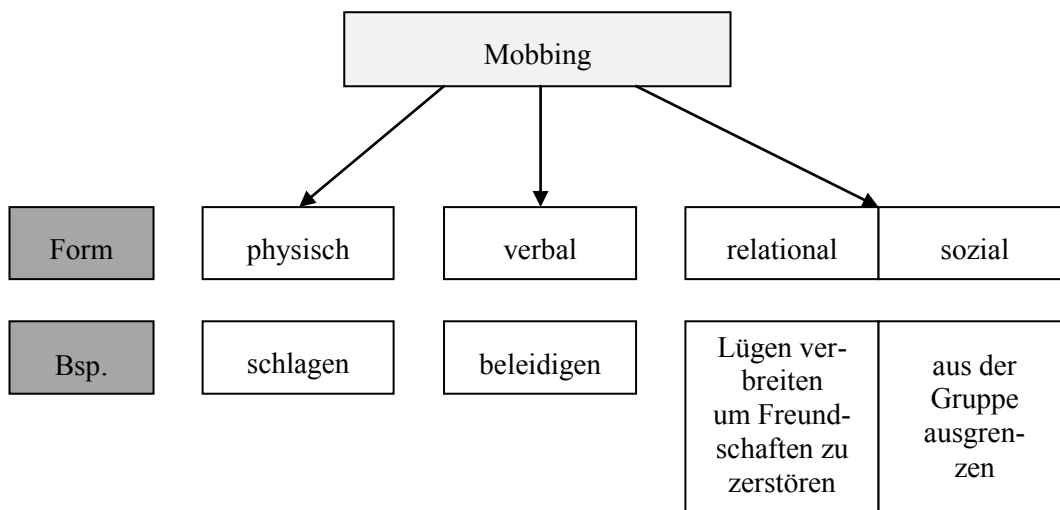 Mobbing
Form
physisch
verbal
relational
sozial
Bsp.
schlagen
beleidigen
Lügen ver-
breiten
um Freund-
schaften zu
zerstören
aus der
Gruppe
ausgren-
zen